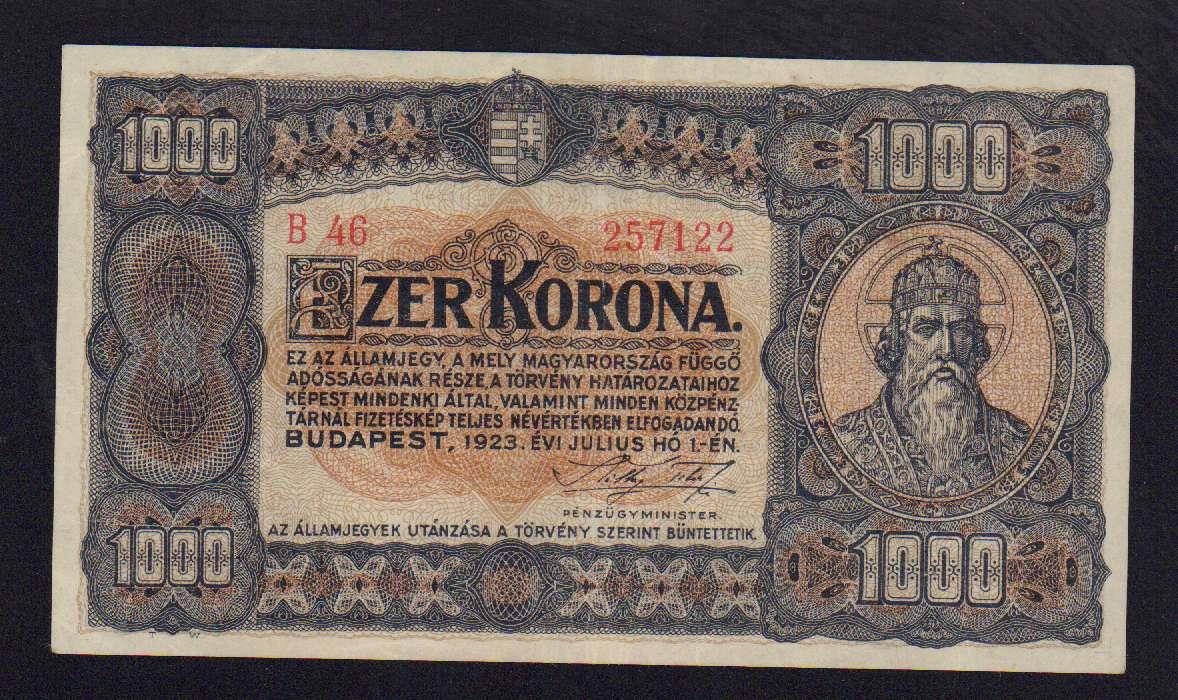 1000 1000
B 46 257122
EZER KORONA.
EZ AZ ÁLLAMJEGY, A MELY MAGYARORSZÁG FÜGGŐ
ADÓSSÁGÁNAK RÉSZE, A TÖRVÉNY HATÁROZATAIHOZ
KÉPEST MINDENKI ÁLTAL, VALAMINT MINDEN KÖZPÉNZ-
TÁRNÁL FIZETÉSKÉP TELJES NÉVÉRTÉKBEN ELFOGADANDÓ.
BUDAPEST, 1923. ÉVI JULIUS HÓ 1.-ÉN.
PÉNZÜGYMINISTER.
AZ ÁLLAMJEGYEK UTÁNZÁSA A TÖRVÉNY SZERINT BÜNTETTETIK.
1000 1000